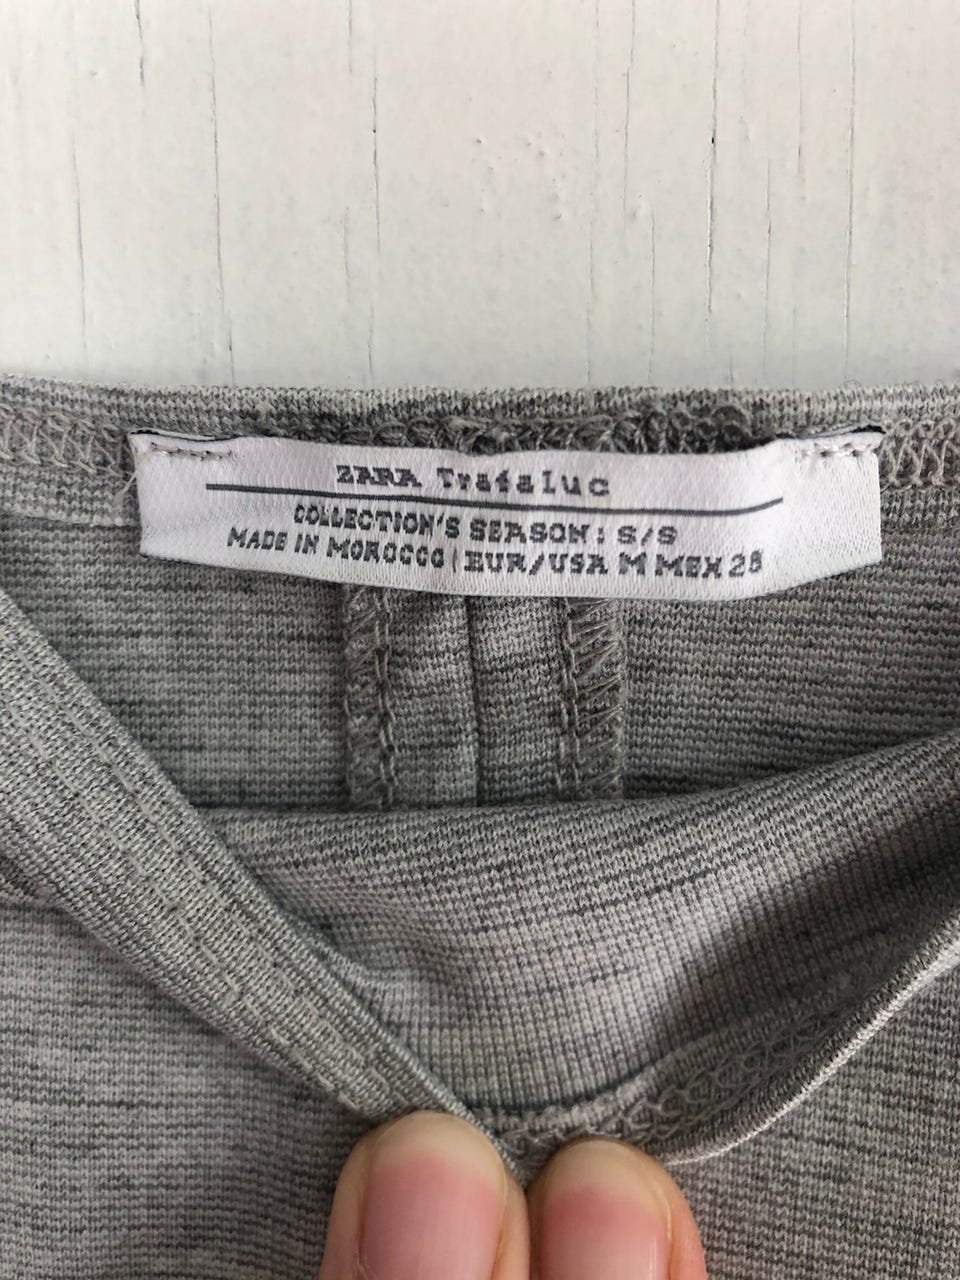 ZARA Trafaluc
COLLECTION'S SEASON: S/S
MADE IN MOROCCO | EUR/USA M MEX 28